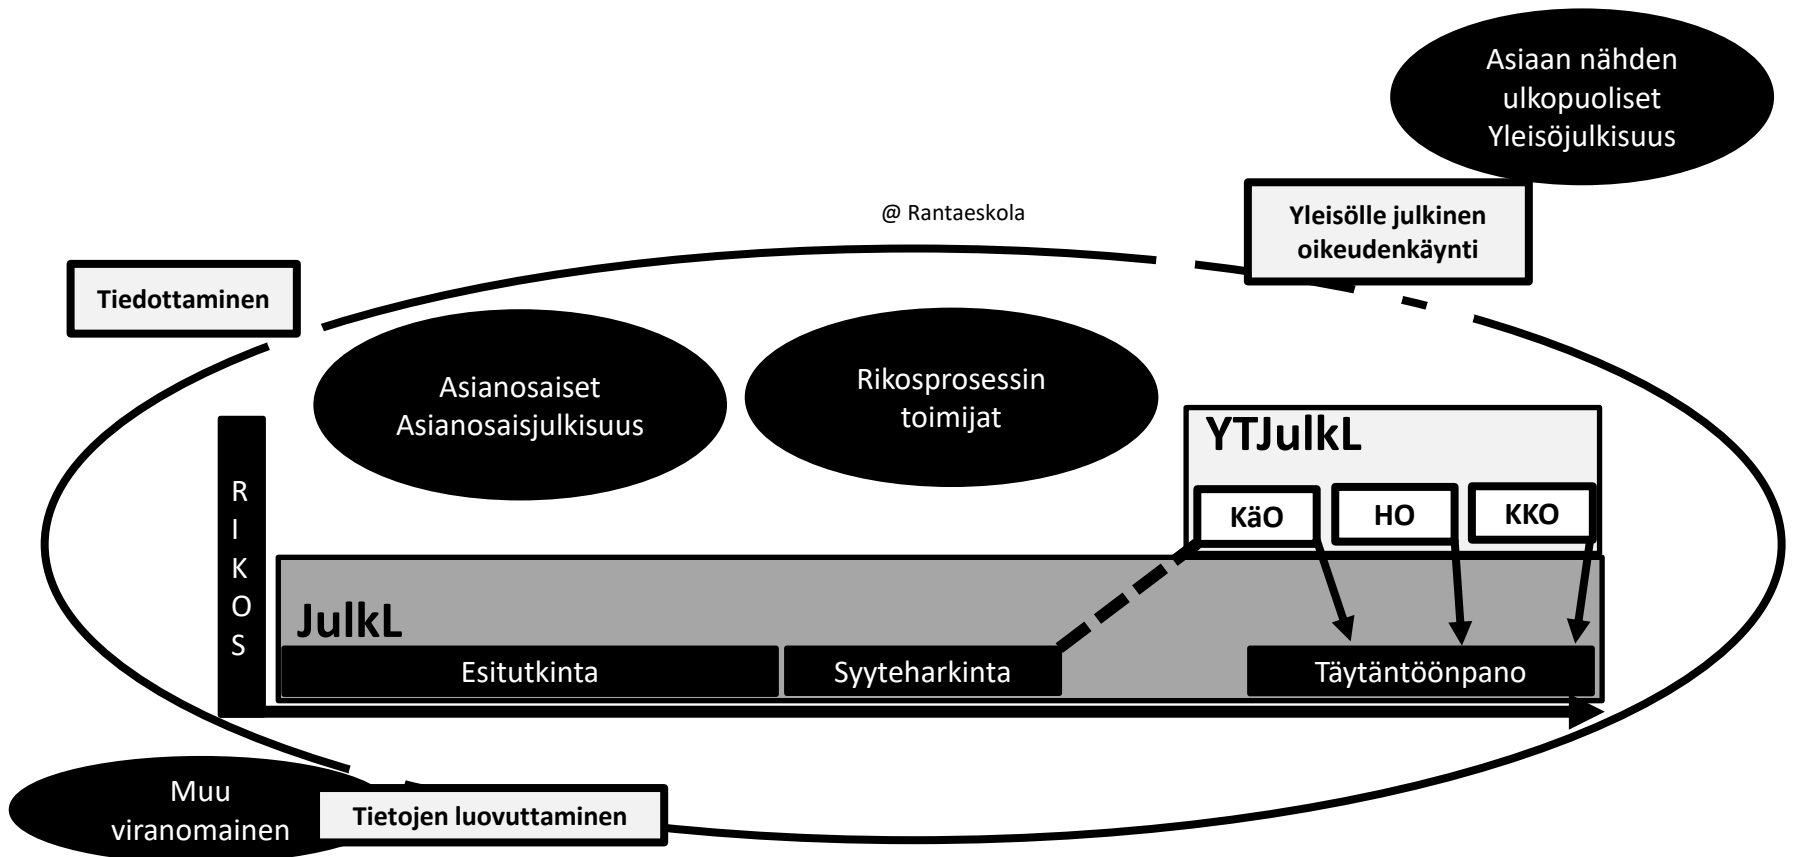 Asiaan nähden
ulkopuoliset
Yleisöjulkisuus
@ Rantaeskola
Yleisölle julkinen
oikeudenkäynti
Tiedottaminen
Asianosaiset
Asianosaisjulkisuus
Rikosprosessin
toimijat
YTJulkL
KäO
HO
KKO
R
I
K
O
S
JulkL
Esitutkinta
Syyteharkinta
Täytäntöönpano
Muu
viranomainen
Tietojen luovuttaminen